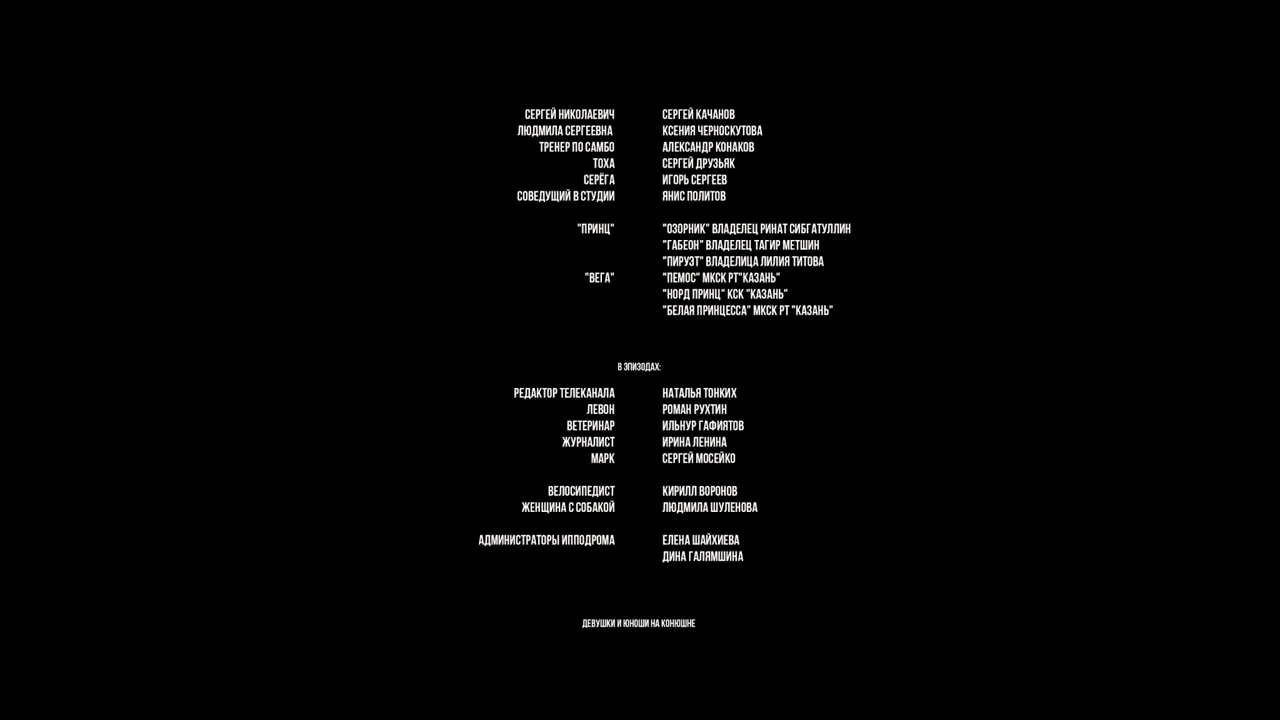 СЕРГЕЙ НИКОЛАЕВИЧ СЕРГЕЙ КАЧАНОВ
ЛЮДМИЛА СЕРГЕЕВНА КСЕНИЯ ЧЕРНОСКУТОВА
ТРЕНЕР ПО САМБО АЛЕКСАНДР КОНАКОВ
ТОХА СЕРГЕЙ ДРУЗЬЯК
СЕРЁГА ИГОРЬ СЕРГЕЕВ
СОВЕДУЩИЙ В СТУДИИ ЯНИС ПОЛИТОВ
"ПРИНЦ" "ОЗОРНИК" ВЛАДЕЛЕЦ РИНАТ СИБГАТУЛЛИН
"ГАБЕОН" ВЛАДЕЛЕЦ ТАГИР МЕТШИН
"ПИРУЭТ" ВЛАДЕЛИЦА ЛИЛИЯ ТИТОВА
"ВЕГА" "ПЕМОС" МКСК РТ"КАЗАНЬ"
"НОРД ПРИНЦ" КСК "КАЗАНЬ"
"БЕЛАЯ ПРИНЦЕССА" МКСК РТ "КАЗАНЬ"
В ЭПИЗОДАХ:
РЕДАКТОР ТЕЛЕКАНАЛА НАТАЛЬЯ ТОНКИХ
ЛЕВОН РОМАН РУХТИН
ВЕТЕРИНАР ИЛЬНУР ГАФИЯТОВ
ЖУРНАЛИСТ ИРИНА ЛЕНИНА
МАРК СЕРГЕЙ МОСЕЙКО
ВЕЛОСИПЕДИСТ КИРИЛЛ ВОРОНОВ
ЖЕНЩИНА С СОБАКОЙ ЛЮДМИЛА ШУЛЕНОВА
АДМИНИСТРАТОРЫ ИППОДРОМА ЕЛЕНА ШАЙХИЕВА
ДИНА ГАЛЯМШИНА
ДЕВУШКИ И ЮНОШИ НА КОНЮШНЕ